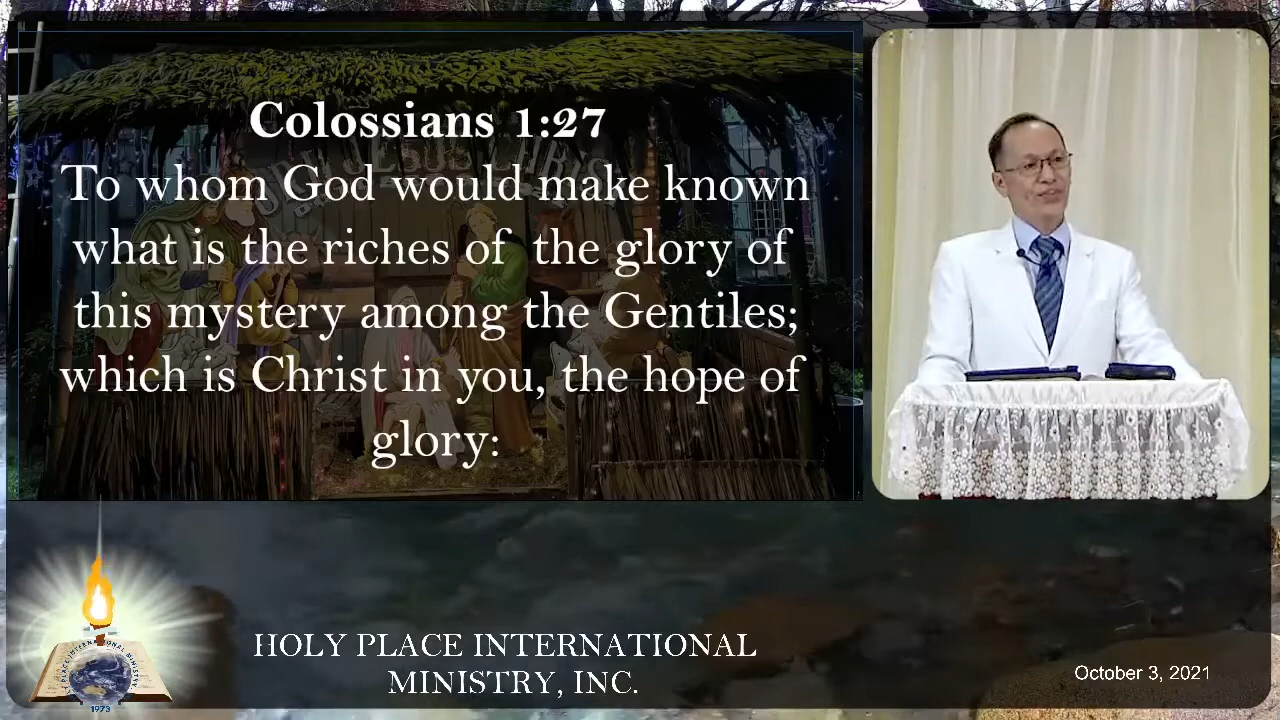 Colossians 1:27
To whom God would make known
what is the riches of the glory of
this mystery among the Gentiles;
which is Christ in you, the hope of
glory:
HOLY PLACE INTERNATIONAL
MINISTRY, INC.
October 3, 2021
1973